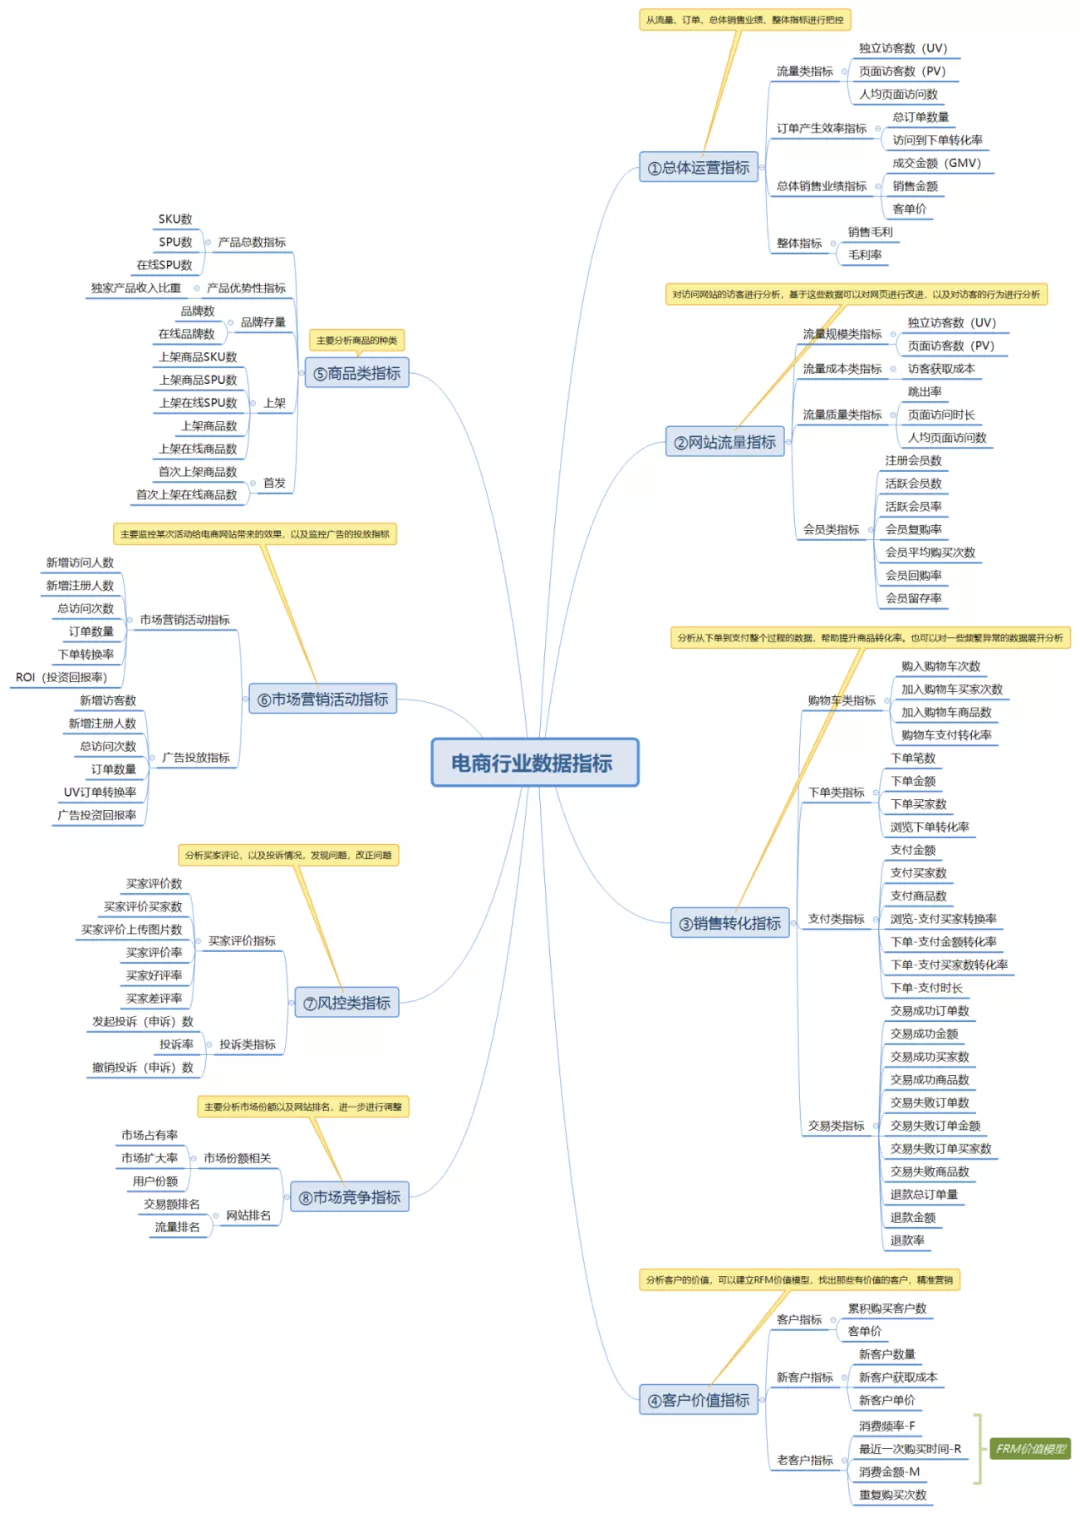 电商行业数据指标
从流量、订单、总体销售业绩、整体指标进行把控
①总体运营指标
流量类指标
独立访客数（UV）
页面访客数（PV）
人均页面访问数
订单产生效率指标
总订单数量
访问到下单转化率
总体销售业绩指标
成交金额（GMV）
销售金额
客单价
整体指标
销售毛利
毛利率
对访问网站的访客进行分析，基于这些数据可以对网页进行改进，以及对访客的行为进行分析
②网站流量指标
流量规模类指标
独立访客数（UV）
页面访客数（PV）
流量成本类指标
访客获取成本
流量质量类指标
跳出率
页面访问时长
人均页面访问数
会员类指标
注册会员数
活跃会员数
活跃会员率
会员复购率
会员平均购买次数
会员回购率
会员留存率
分析从下单到支付整个过程的数据，帮助提升商品转化率。也可以对一些频繁异常的数据展开分析
③销售转化指标
购物车类指标
购入购物车次数
加入购物车买家次数
加入购物车商品数
购物车支付转化率
下单类指标
下单笔数
下单金额
下单买家数
浏览下单转化率
支付类指标
支付金额
支付买家数
支付商品数
浏览-支付买家转换率
下单-支付金额转化率
下单-支付买家数转化率
下单-支付时长
交易类指标
交易成功订单数
交易成功金额
交易成功买家数
交易成功商品数
交易失败订单数
交易失败订单金额
交易失败订单买家数
交易失败商品数
退款总订单量
退款金额
退款率
分析客户的价值，可以建立RFM价值模型，找出那些有价值的客户，精准营销
④客户价值指标
客户指标
累积购买客户数
客单价
新客户指标
新客户数量
新客户获取成本
新客户单价
老客户指标
消费频率-F
最近一次购买时间-R
消费金额-M
重复购买次数
FRM价值模型
主要分析商品的种类
⑤商品类指标
产品总数指标
SKU数
SPU数
在线SPU数
产品优势性指标
独家产品收入比重
品牌存量
品牌数
在线品牌数
上架
上架商品SKU数
上架商品SPU数
上架在线SPU数
上架商品数
上架在线商品数
首发
首次上架商品数
首次上架在线商品数
主要监控某次活动给电商网站带来的效果，以及监控广告的投放指标
⑥市场营销活动指标
市场营销活动指标
新增访问人数
新增注册人数
总访问次数
订单数量
下单转换率
ROI（投资回报率）
广告投放指标
新增访客数
新增注册人数
总访问次数
订单数量
UV订单转换率
广告投资回报率
分析买家评论，以及投诉情况，发现问题，改正问题
⑦风控类指标
买家评价指标
买家评价数
买家评价买家数
买家评价上传图片数
买家评价率
买家好评率
买家差评率
投诉类指标
发起投诉（申诉）数
投诉率
撤销投诉（申诉）数
主要分析市场份额以及网站排名，进一步进行调整
⑧市场竞争指标
市场份额相关
市场占有率
市场扩大率
用户份额
网站排名
交易额排名
流量排名